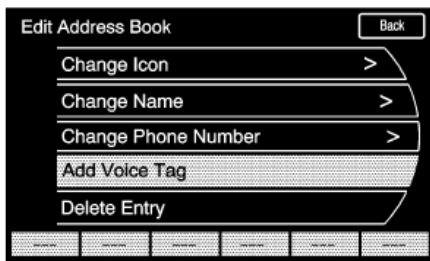 Edit Address Book Back
Change Icon >
Change Name >
Change Phone Number >
Add Voice Tag
Delete Entry
--- --- --- --- --- ---